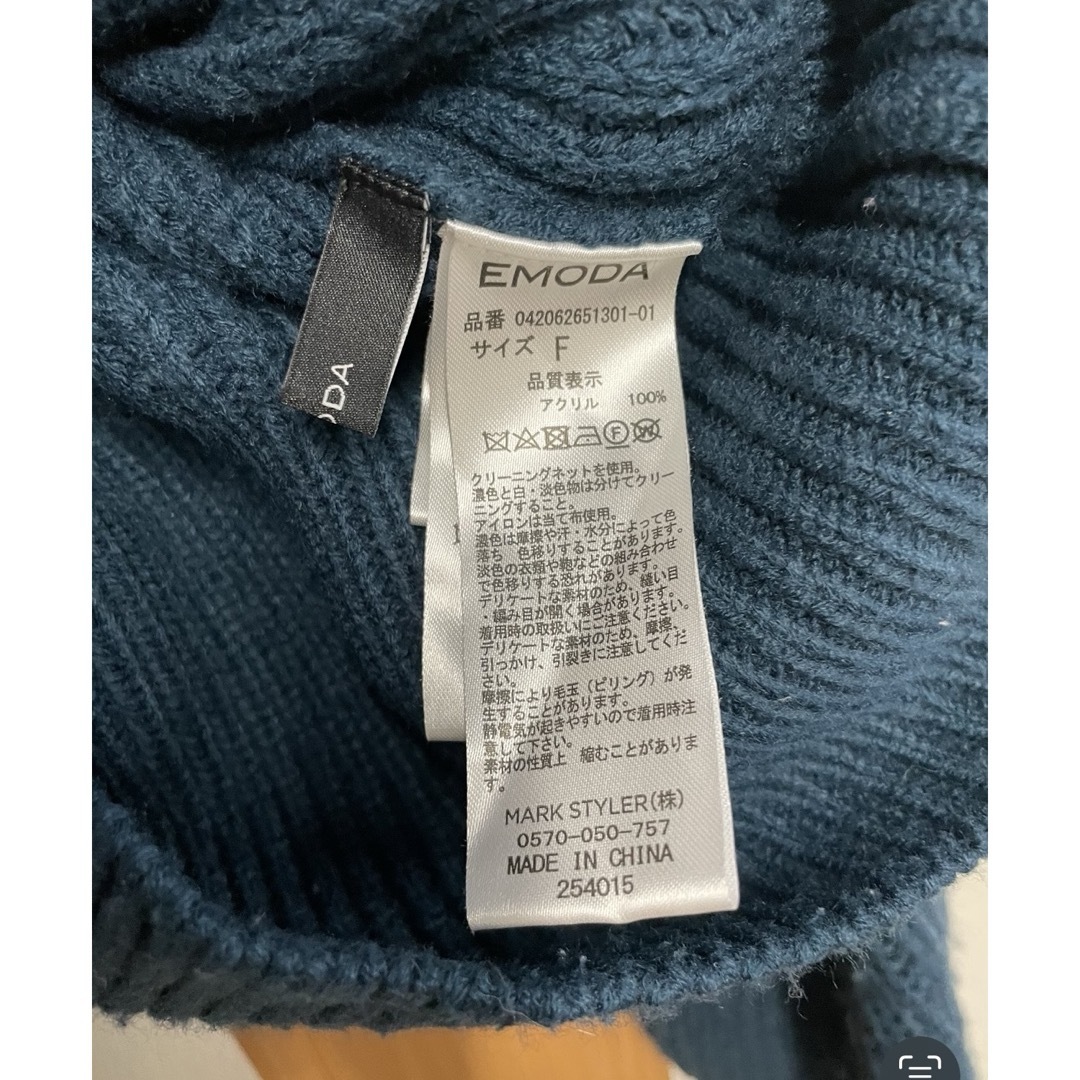 EMODA
品番 042062651301-01
サイズ F
品質表示
アクリル 100%
F W
クリーニングネットを使用。
濃色と白・淡色物は分けてクリー
ニングすること。
アイロンは当て布使用。
濃色は摩擦や汗・水分によって色
落ち 色移りすることがあります。
淡色の衣類や鞄などの組み合わせ
で色移りする恐れがあります。
デリケートな素材のため、縫い目
・編み目が開く場合があります。
着用時の取扱いにご注意ください。
デリケートな素材のため、摩擦、
引っかけ、引裂きに注意してくだ
さい。
摩擦により毛玉（ピリング）が発
生することがあります。
静電気が起きやすいので着用時注
意して下さい。
素材の性質上 縮むことがありま
す。
MARK STYLER(株)
0570-050-757
MADE IN CHINA
254015
ODA